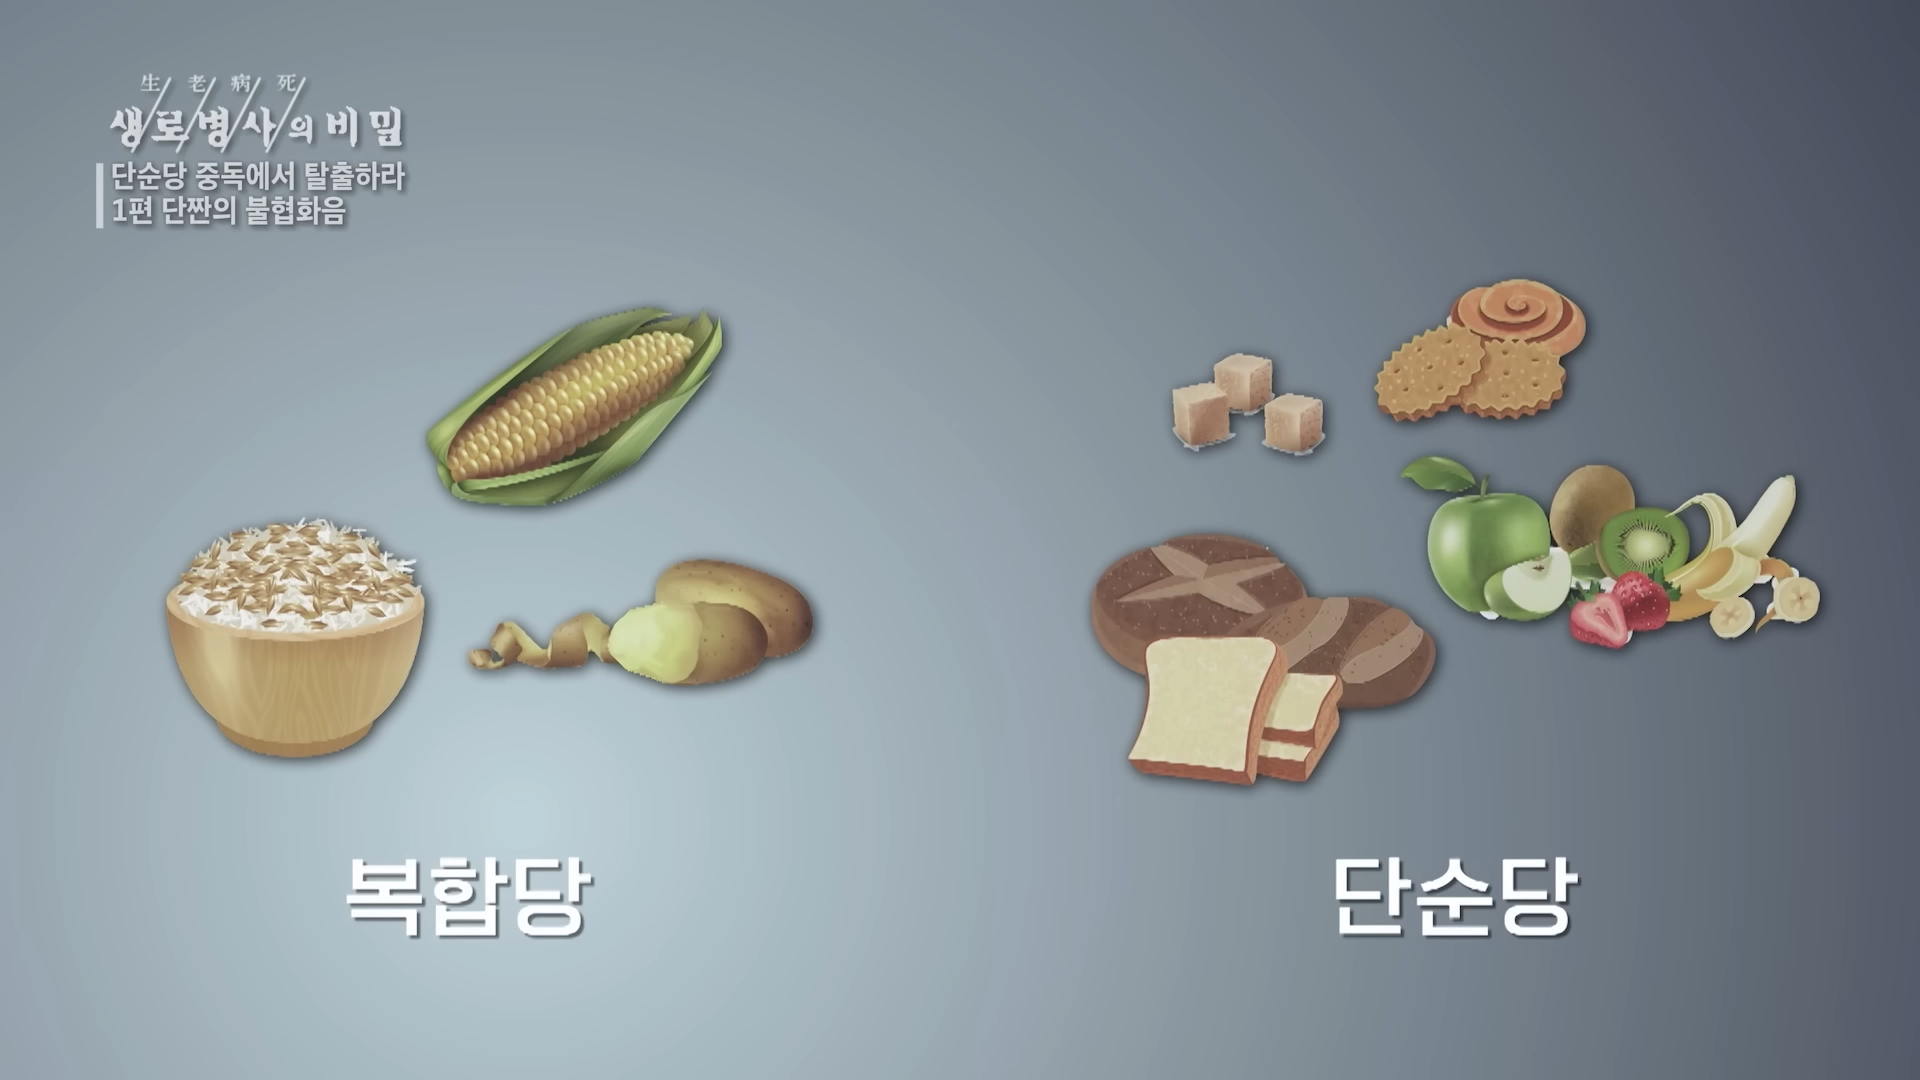 生老病死
생로병사의 비밀
단순당 중독에서 탈출하라
1편 단짠의 불협화음
복합당
단순당